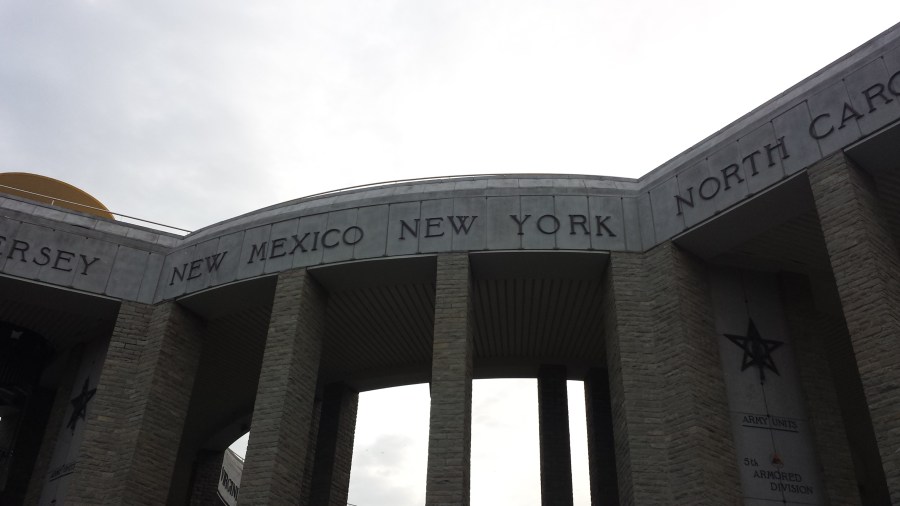 ERSEY NEW MEXICO NEW YORK NORTH CARO
ARMY UNITS
5TH ARMORED
DIVISION